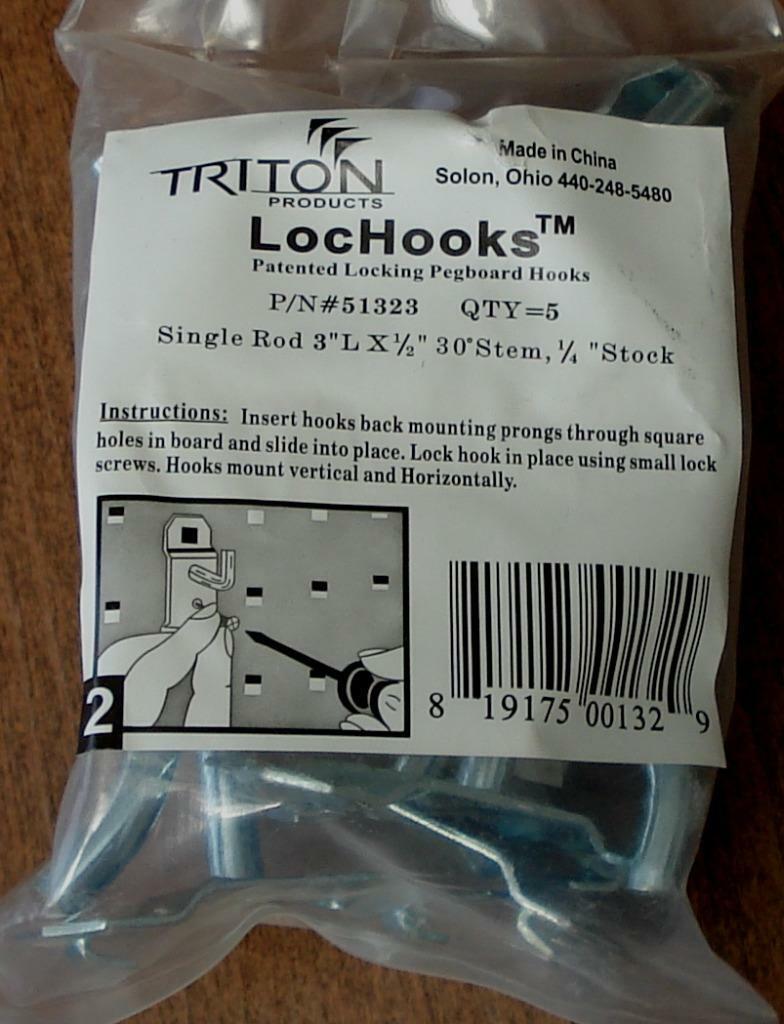 TRITON
PRODUCTS
Made in China
Solon, Ohio 440-248-5480
LocHooks™
Patented Locking Pegboard Hooks
P/N#51323 QTY=5
Single Rod 3"L X ½" 30°Stem, ¼ "Stock
Instructions: Insert hooks back mounting prongs through square
holes in board and slide into place. Lock hook in place using small lock
screws. Hooks mount vertical and Horizontally.
2
8 19175 00132 9